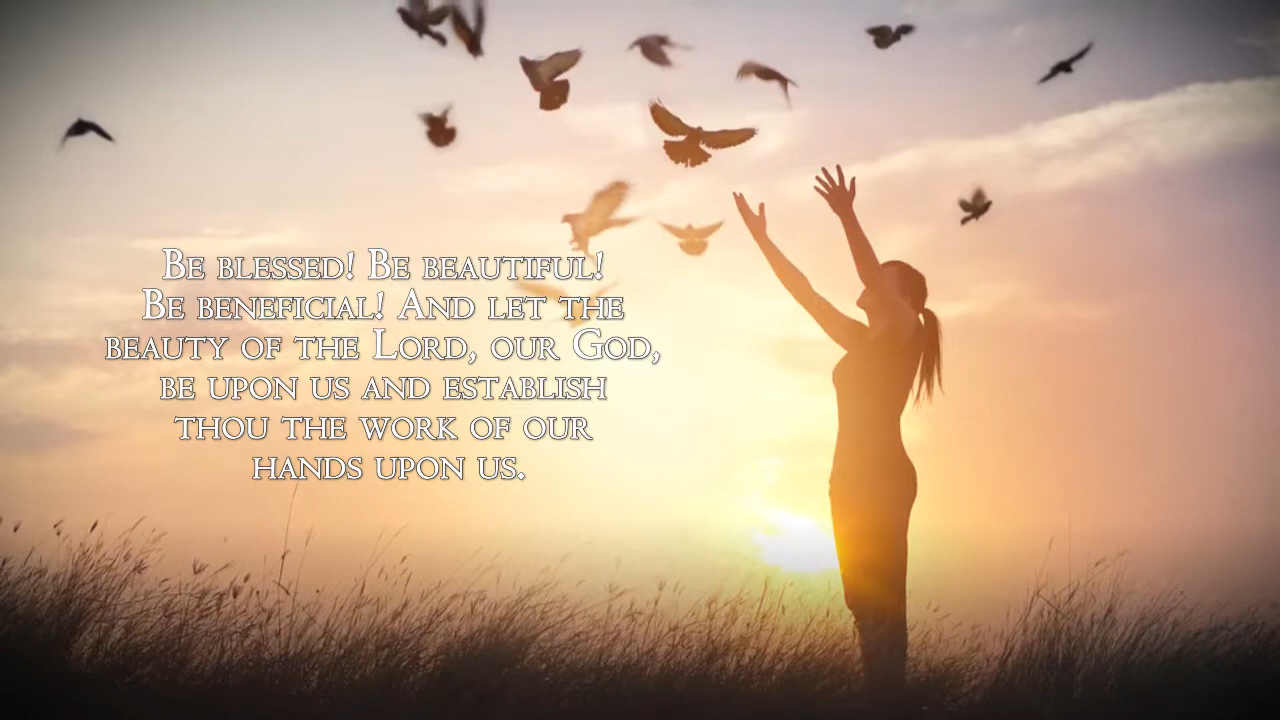 Be blessed! Be beautiful!
Be beneficial! And let the
beauty of the Lord, our God,
be upon us and establish
thou the work of our
hands upon us.